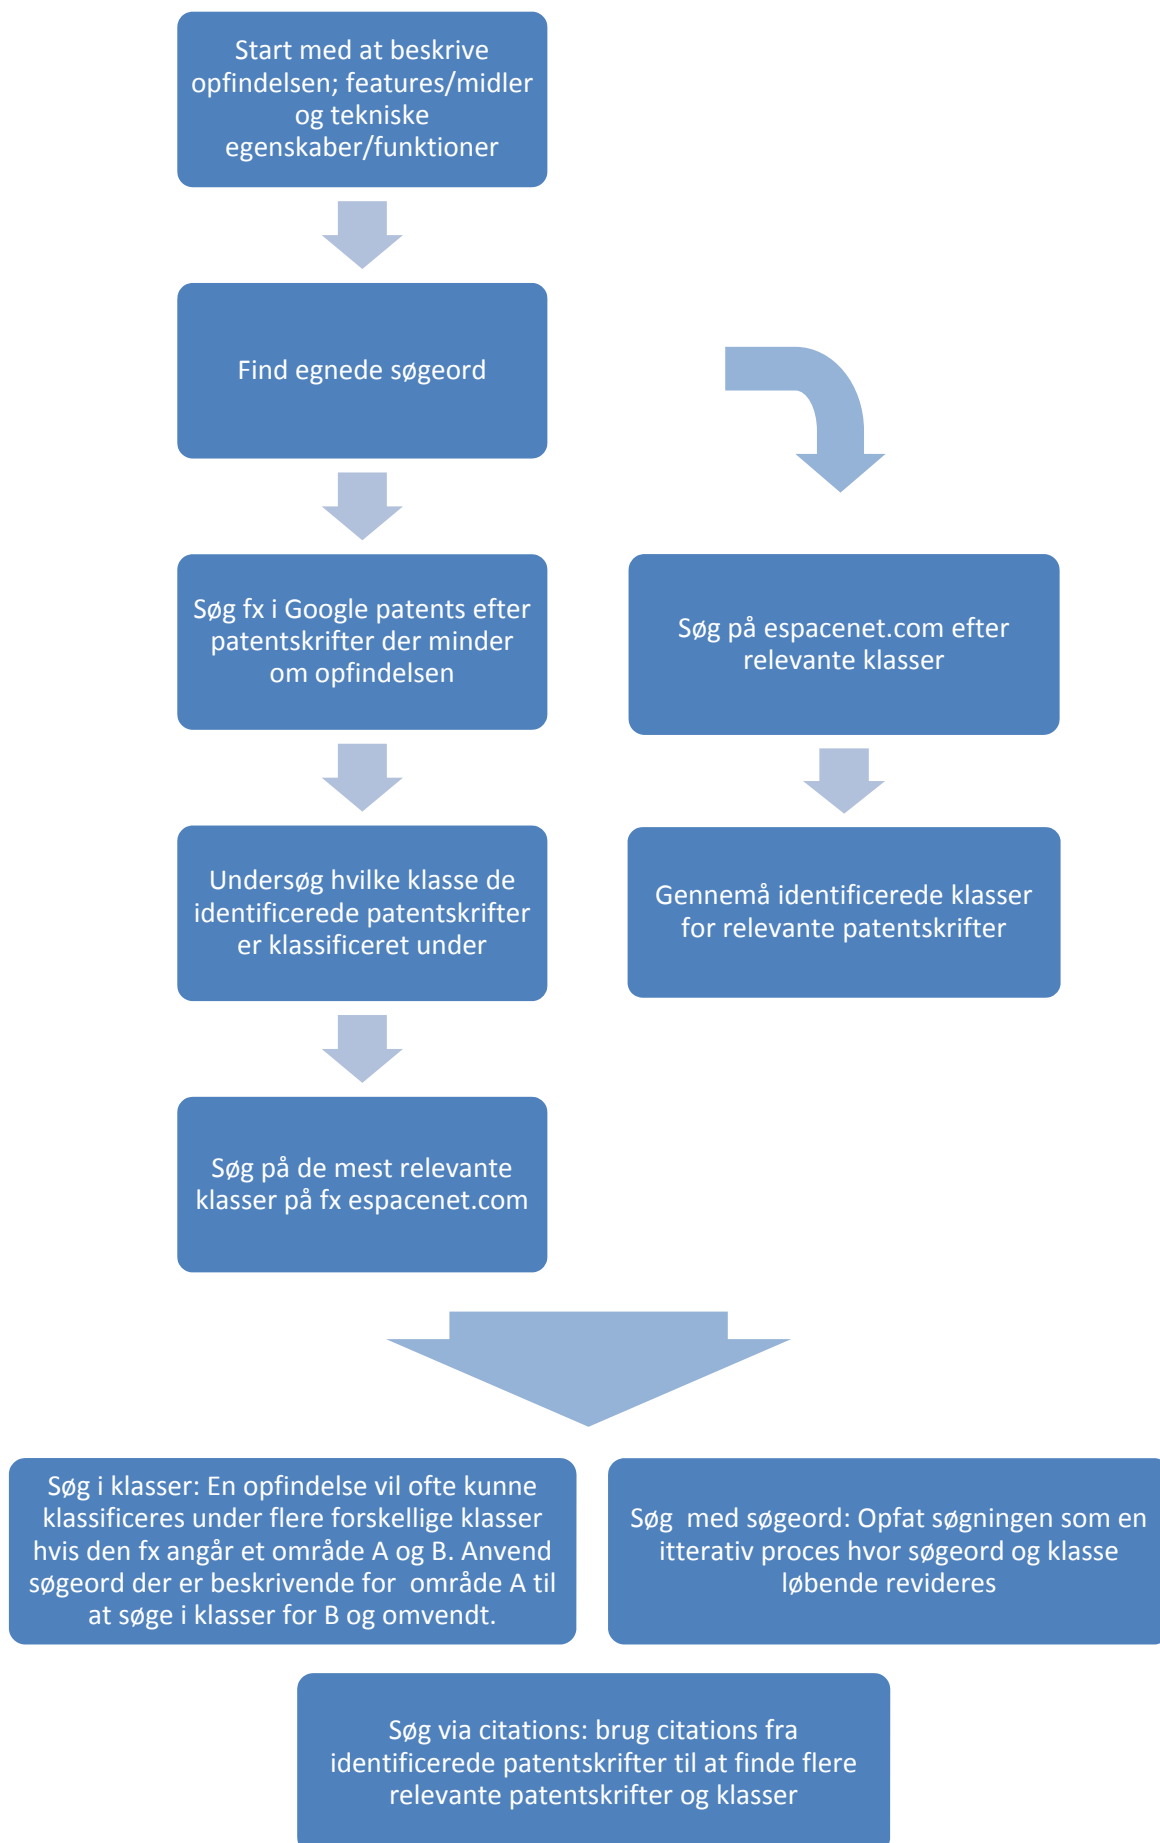 Start med at beskrive
opfindelsen; features/midler
og tekniske
egenskaber/funktioner
Find egnede søgeord
Søg fx i Google patents efter
patentskrifter der minder
om opfindelsen
Søg på espacenet.com efter
relevante klasser
Undersøg hvilke klasse de
identificerede patentskrifter
er klassificeret under
Gennemå identificerede klasser
for relevante patentskrifter
Søg på de mest relevante
klasser på fx espacenet.com
Søg i klasser: En opfindelse vil ofte kunne
klassificeres under flere forskellige klasser
hvis den fx angår et område A og B. Anvend
søgeord der er beskrivende for område A til
at søge i klasser for B og omvendt.
Søg med søgeord: Opfat søgningen som en
itterativ proces hvor søgeord og klasse
løbende revideres
Søg via citations: brug citations fra
identificerede patentskrifter til at finde flere
relevante patentskrifter og klasser